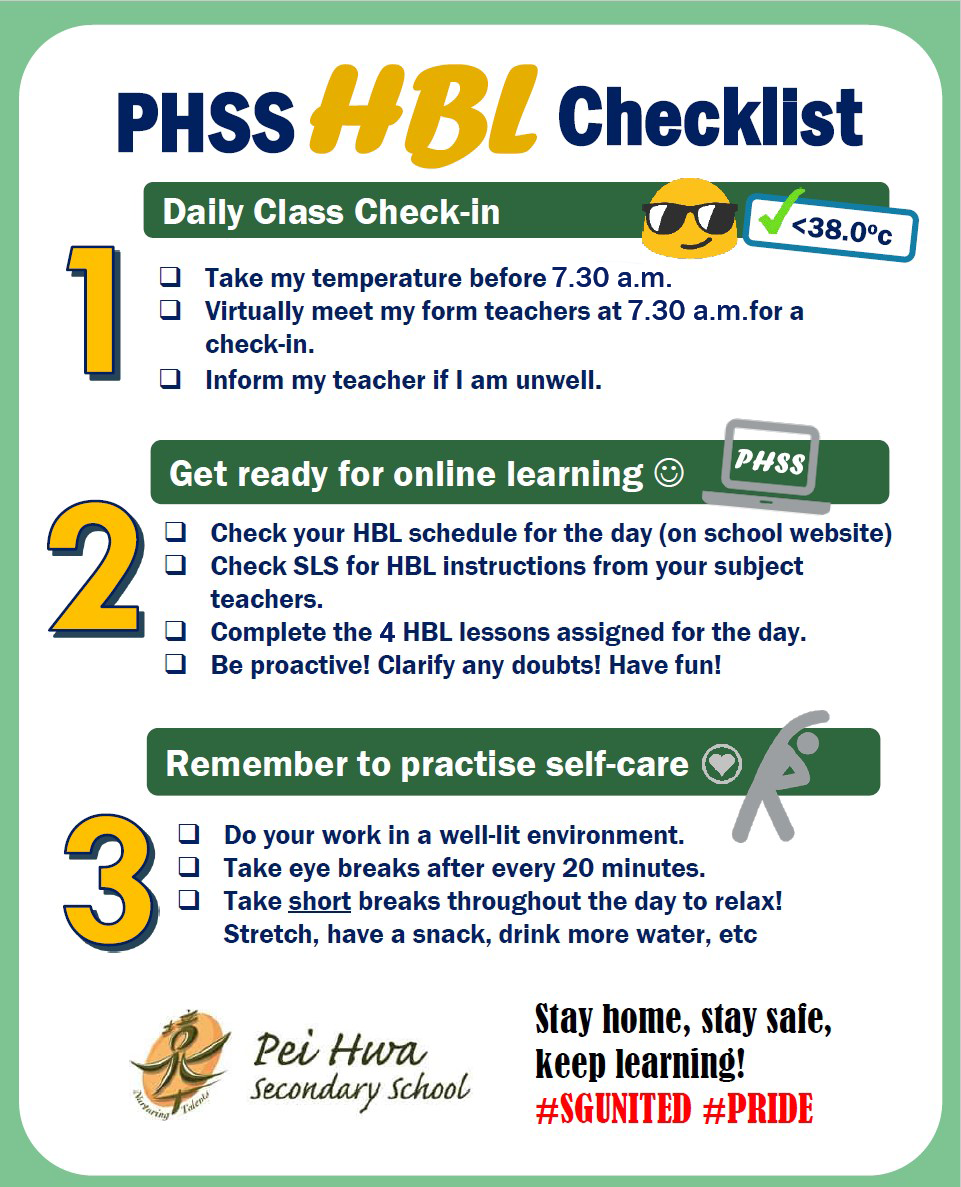 PHSS HBL Checklist
Daily Class Check-in
<38.0ºc
1
❑ Take my temperature before 7.30 a.m.
❑ Virtually meet my form teachers at 7.30 a.m.for a
check-in.
❑ Inform my teacher if I am unwell.
Get ready for online learning ☺
PHSS
2
❑ Check your HBL schedule for the day (on school website)
❑ Check SLS for HBL instructions from your subject
teachers.
❑ Complete the 4 HBL lessons assigned for the day.
❑ Be proactive! Clarify any doubts! Have fun!
Remember to practise self-care
3
❑ Do your work in a well-lit environment.
❑ Take eye breaks after every 20 minutes.
❑ Take short breaks throughout the day to relax!
Stretch, have a snack, drink more water, etc
Nurturing Talents
Pei Hwa
Secondary School
Stay home, stay safe,
keep learning!
#SGUNITED #PRIDE